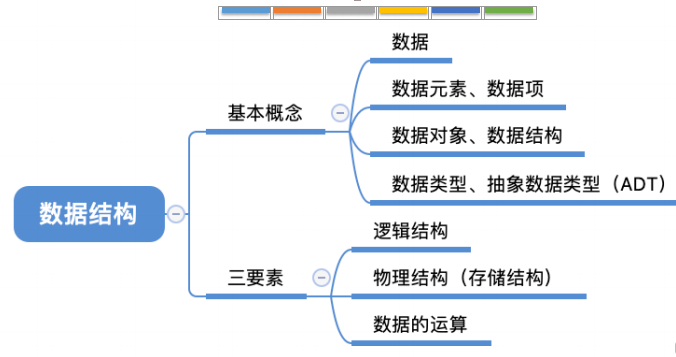 数据
数据元素、数据项
基本概念
数据对象、数据结构
数据类型、抽象数据类型（ADT）
数据结构
逻辑结构
三要素
物理结构（存储结构）
数据的运算